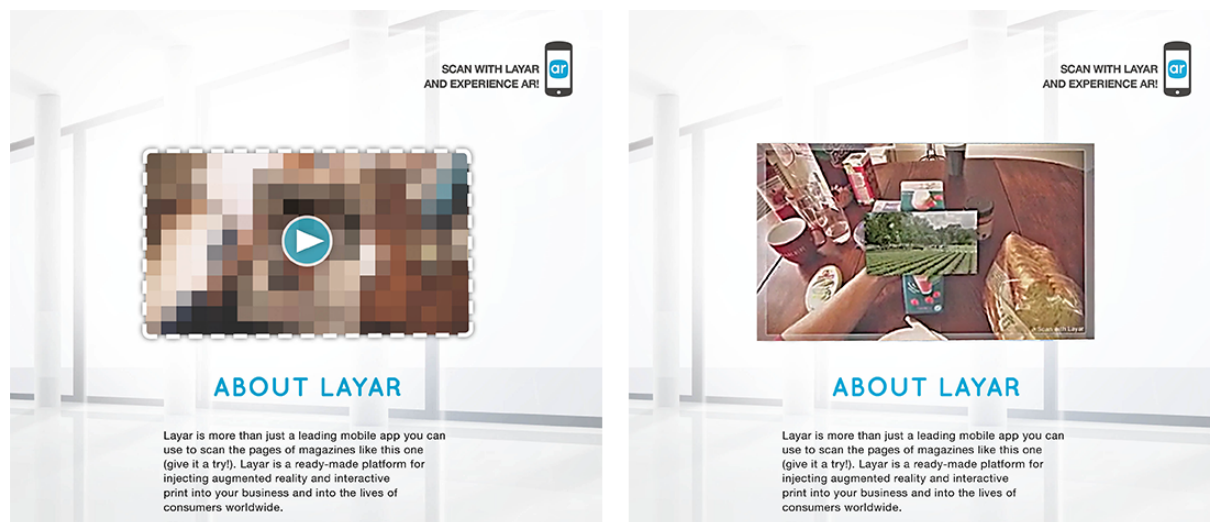 SCAN WITH LAYAR
AND EXPERIENCE AR!
ar
ABOUT LAYAR
Layar is more than just a leading mobile app you can
use to scan the pages of magazines like this one
(give it a try!). Layar is a ready-made platform for
injecting augmented reality and interactive
print into your business and into the lives of
consumers worldwide.
SCAN WITH LAYAR
AND EXPERIENCE AR!
ar
Scan with Layar
ABOUT LAYAR
Layar is more than just a leading mobile app you can
use to scan the pages of magazines like this one
(give it a try!). Layar is a ready-made platform for
injecting augmented reality and interactive
print into your business and into the lives of
consumers worldwide.